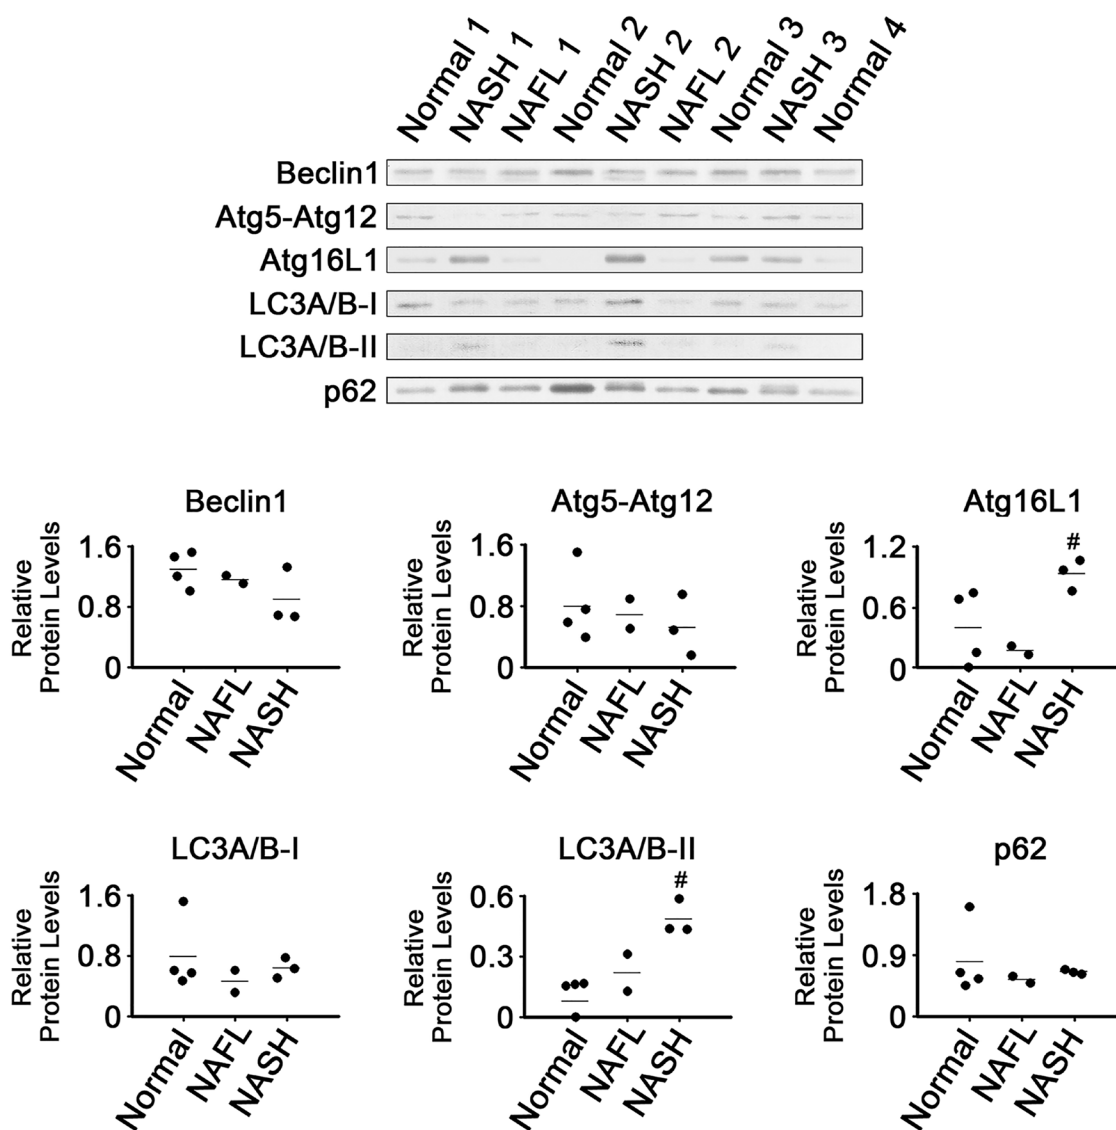 Normal 1 NASH 1 NAFL 1 Normal 2 NASH 2 NAFL 2 Normal 3 NASH 3 Normal 4
Beclin1
Atg5-Atg12
Atg16L1
LC3A/B-I
LC3A/B-II
p62
Beclin1
Relative
Protein Levels
1.6
0.8
0
Normal NAFL NASH
Atg5-Atg12
Relative
Protein Levels
1.6
0.8
0
Normal NAFL NASH
Atg16L1
Relative
Protein Levels
1.2
0.6
0
#
Normal NAFL NASH
LC3A/B-I
Relative
Protein Levels
1.6
0.8
0
Normal NAFL NASH
LC3A/B-II
Relative
Protein Levels
0.6
0.3
0
#
Normal NAFL NASH
p62
Relative
Protein Levels
1.8
0.9
0
Normal NAFL NASH